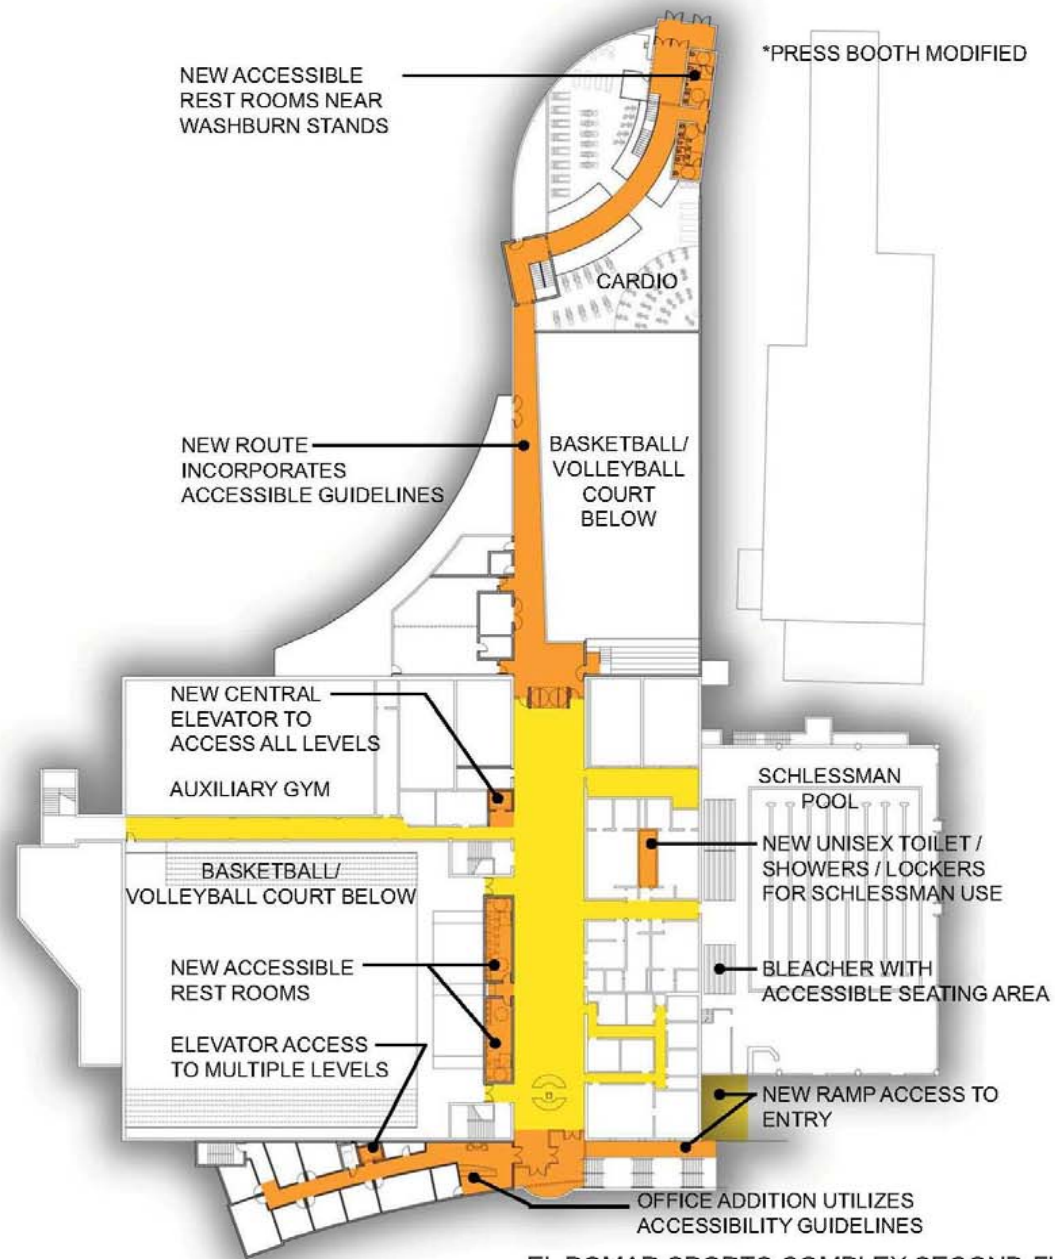 *PRESS BOOTH MODIFIED
NEW ACCESSIBLE
REST ROOMS NEAR
WASHBURN STANDS
CARDIO
NEW ROUTE
INCORPORATES
ACCESSIBLE GUIDELINES
BASKETBALL/
VOLLEYBALL
COURT
BELOW
NEW CENTRAL
ELEVATOR TO
ACCESS ALL LEVELS
AUXILIARY GYM
SCHLESSMAN
POOL
NEW UNISEX TOILET /
SHOWERS / LOCKERS
FOR SCHLESSMAN USE
BASKETBALL/
VOLLEYBALL COURT BELOW
NEW ACCESSIBLE
REST ROOMS
BLEACHER WITH
ACCESSIBLE SEATING AREA
ELEVATOR ACCESS
TO MULTIPLE LEVELS
NEW RAMP ACCESS TO
ENTRY
OFFICE ADDITION UTILIZES
ACCESSIBILITY GUIDELINES